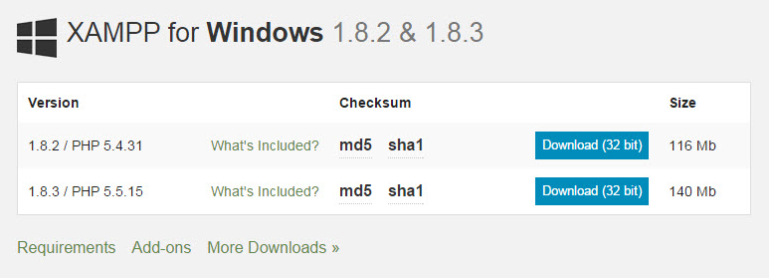 XAMPP for Windows 1.8.2 & 1.8.3
Version Checksum Size
1.8.2 / PHP 5.4.31 What's Included? md5 sha1 Download (32 bit) 116 Mb
1.8.3 / PHP 5.5.15 What's Included? md5 sha1 Download (32 bit) 140 Mb
Requirements Add-ons More Downloads »